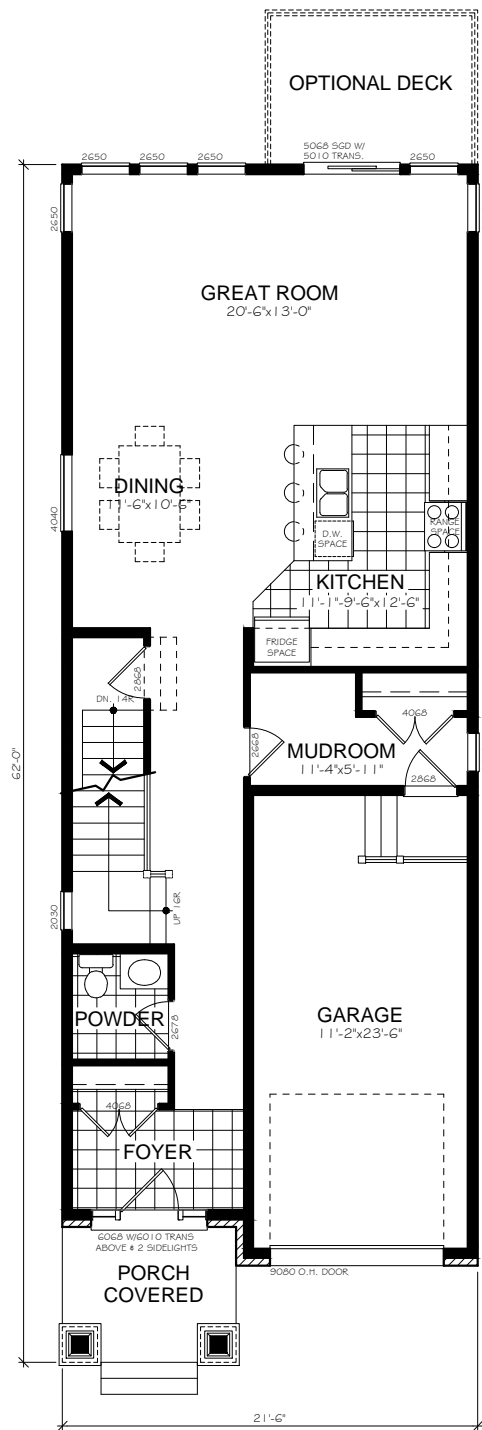 OPTIONAL DECK
5068 SGD W/
5010 TRANS.
2650
2650
2650
2650
2650
GREAT ROOM
20'-6"x13'-0"
DINING
11'-6"x10'-6"
4040
D.W.
SPACE
RANGE
SPACE
KITCHEN
11'-1"-9'-6"x12'-6"
FRIDGE
SPACE
2868
DN. 14R
62'-0"
4068
2668
MUDROOM
11'-4"x5'-11"
2868
2030
UP 16R
POWDER
2678
GARAGE
11'-2"x23'-6"
4068
FOYER
6068 W/6010 TRANS
ABOVE & 2 SIDELIGHTS
9080 O.H. DOOR
PORCH
COVERED
21'-6"